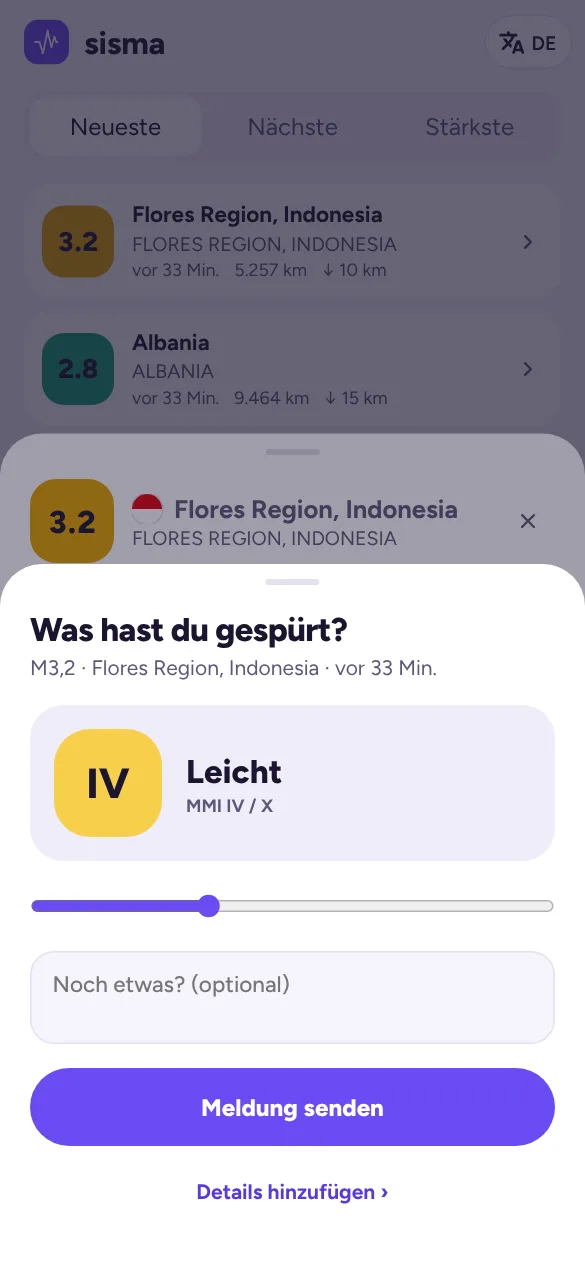 sisma
DE
Neueste
Nächste
Stärkste
3.2
Flores Region, Indonesia
FLORES REGION, INDONESIA
vor 33 Min. 5.257 km ↓ 10 km
2.8
Albania
ALBANIA
vor 33 Min. 9.464 km ↓ 15 km
3.2
Flores Region, Indonesia
FLORES REGION, INDONESIA
Was hast du gespürt?
M3,2 · Flores Region, Indonesia · vor 33 Min.
IV
Leicht
MMI IV / X
Noch etwas? (optional)
Meldung senden
Details hinzufügen ›